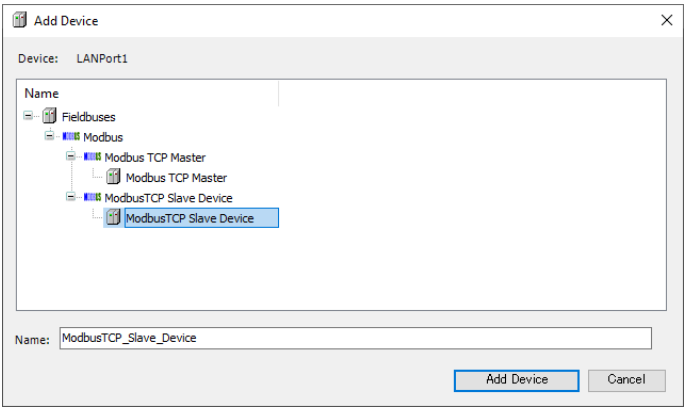 Add Device
Device: LANPort1
Name
Fieldbuses
Modbus
Modbus TCP Master
Modbus TCP Master
ModbusTCP Slave Device
ModbusTCP Slave Device
Name: ModbusTCP_Slave_Device
Add Device Cancel